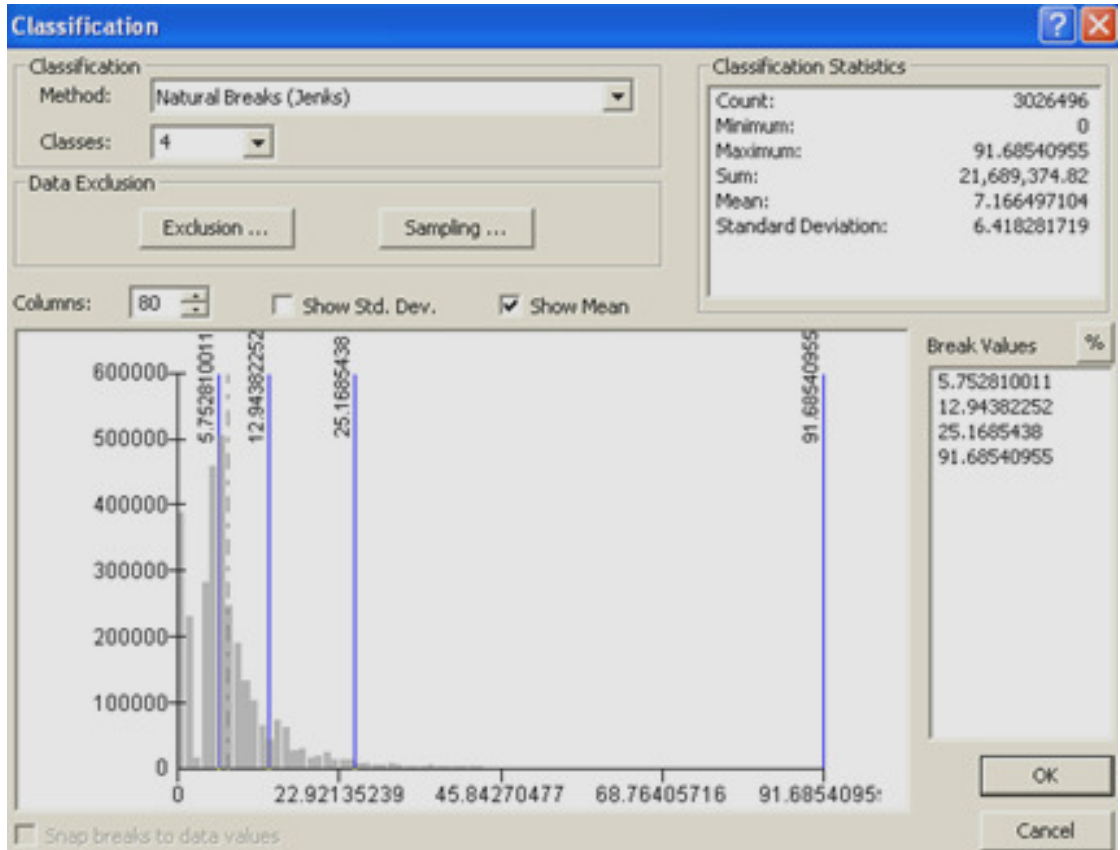 Classification
Classification
Method: Natural Breaks (Jenks)
Classes: 4
Data Exclusion
Exclusion ...
Sampling ...
Classification Statistics
Count: 3026496
Minimum: 0
Maximum: 91.68540955
Sum: 21,689,374.82
Mean: 7.166497104
Standard Deviation: 6.418281719
Columns: 80 Show Std. Dev. Show Mean
Break Values %
5.752810011
12.94382252
25.1685438
91.68540955
600000
500000
400000
300000
200000
100000
0
5.752810011
12.94382252
25.1685438
91.68540955
0 22.92135239 45.84270477 68.76405716 91.6854095
Snap breaks to data values
OK
Cancel